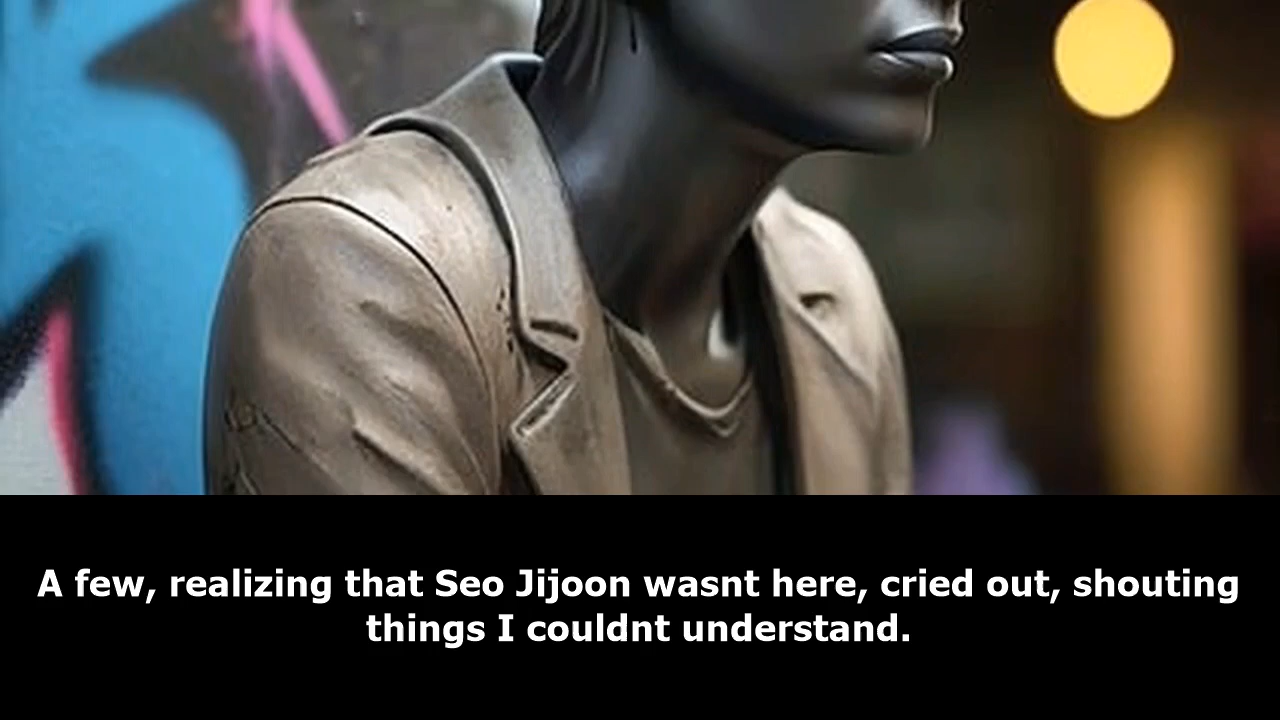 A few, realizing that Seo Jijoon wasnt here, cried out, shouting
things I couldnt understand.